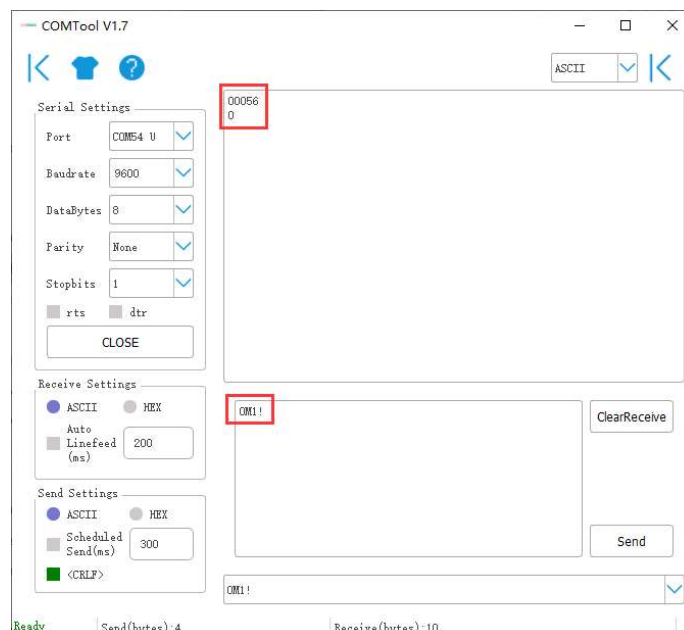 COMTool V1.7
ASCII
Serial Settings
Port COM54 U
Baudrate 9600
DataBytes 8
Parity None
Stopbits 1
rts dtr
CLOSE
00056
0
Receive Settings
ASCII HEX
Auto
Linefeed
(ms)
200
0M1!
ClearReceive
Send Settings
ASCII HEX
Scheduled
Send(ms)
300
<CRLF>
Send
0M1!
Ready Send(bytes):4 Receive(bytes):10